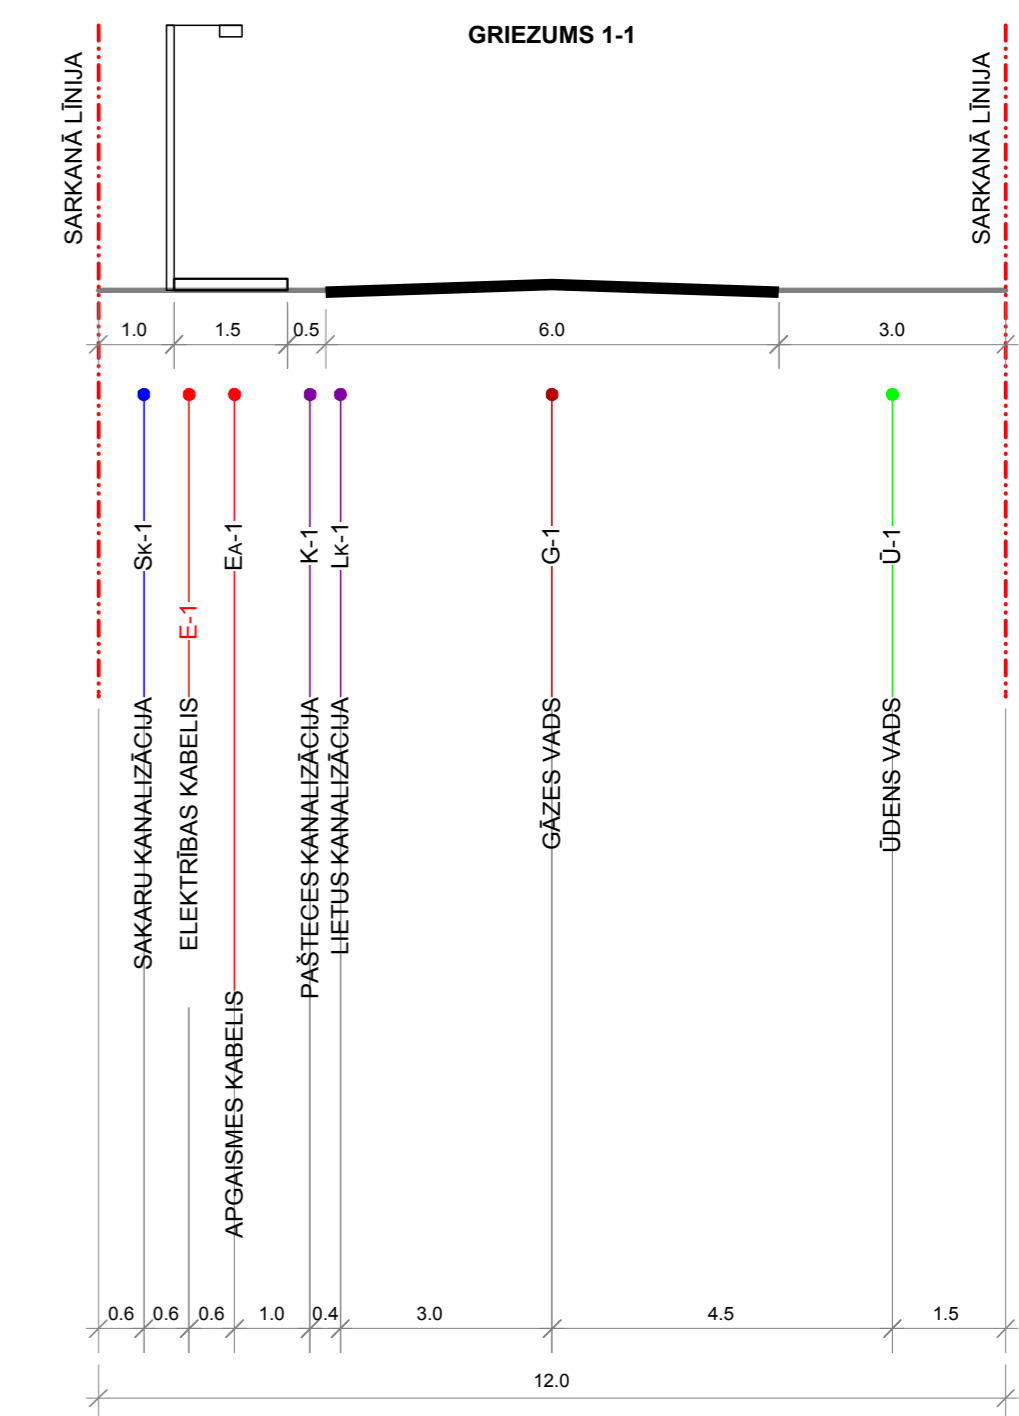 GRIEZUMS 1-1
SARKANĀ LĪNIJA
SARKANĀ LĪNIJA
1.0
1.5
0.5
6.0
3.0
SK-1
E-1
EA-1
K-1
LK-1
G-1
Ū-1
SAKARU KANALIZĀCIJA
ELEKTRĪBAS KABELIS
APGAISMES KABELIS
PAŠTECES KANALIZĀCIJA
LIETUS KANALIZĀCIJA
GĀZES VADS
ŪDENS VADS
0.6
0.6
0.6
1.0
0.4
3.0
4.5
1.5
12.0